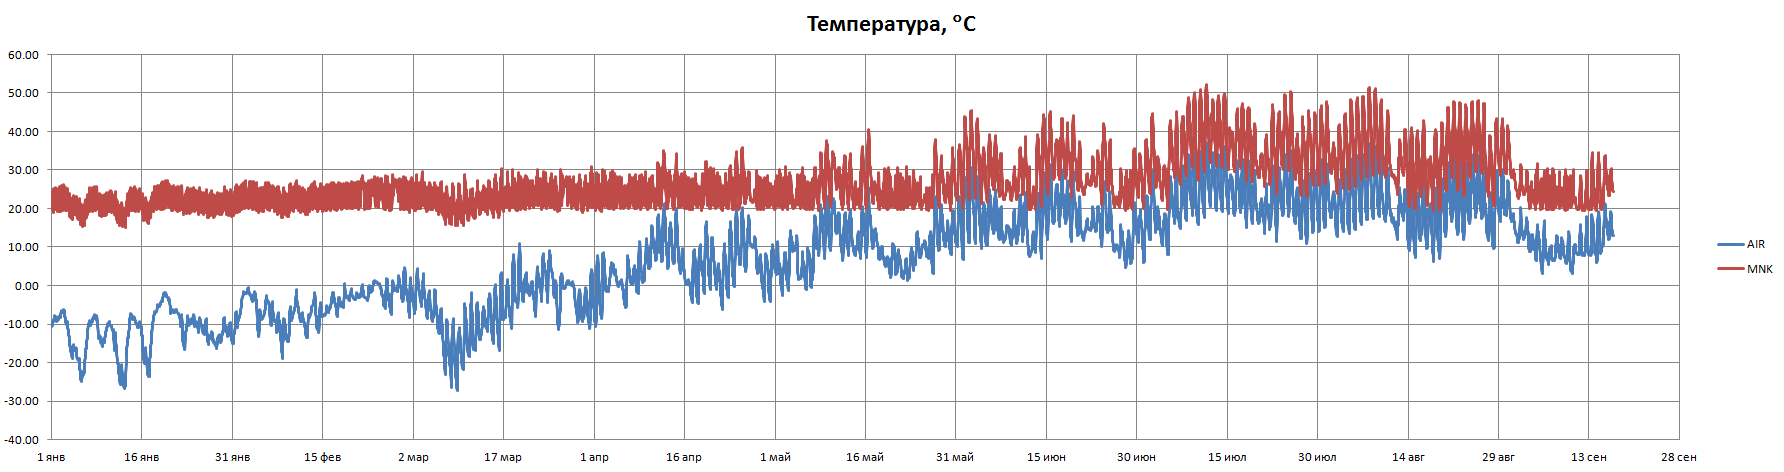 Температура, °C
60.00
50.00
40.00
30.00
20.00
10.00
0.00
-10.00
-20.00
-30.00
-40.00
1 янв 16 янв 31 янв 15 фев 2 мар 17 мар 1 апр 16 апр 1 май 16 май 31 май 15 июн 30 июн 15 июл 30 июл 14 авг 29 авг 13 сен 28 сен
AIR
MNK